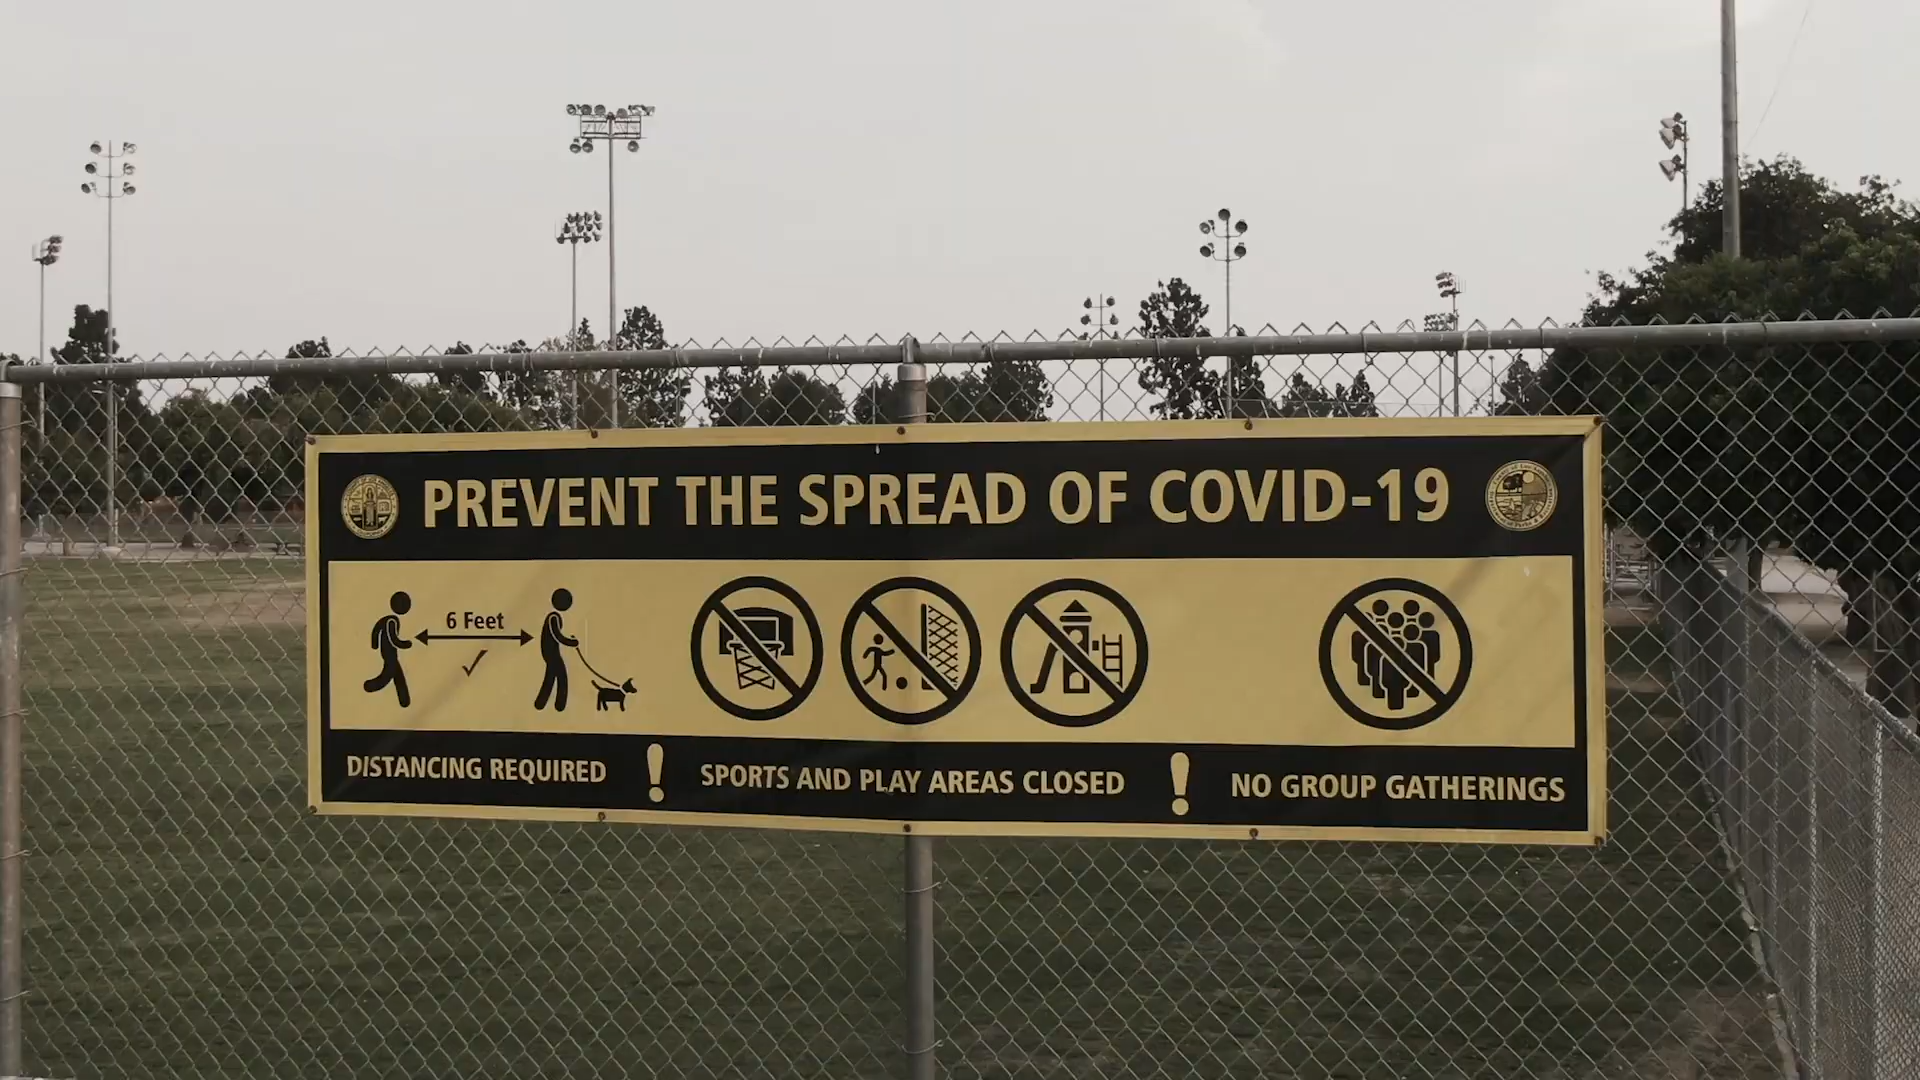 PREVENT THE SPREAD OF COVID-19
6 Feet
DISTANCING REQUIRED
!
SPORTS AND PLAY AREAS CLOSED
!
NO GROUP GATHERINGS